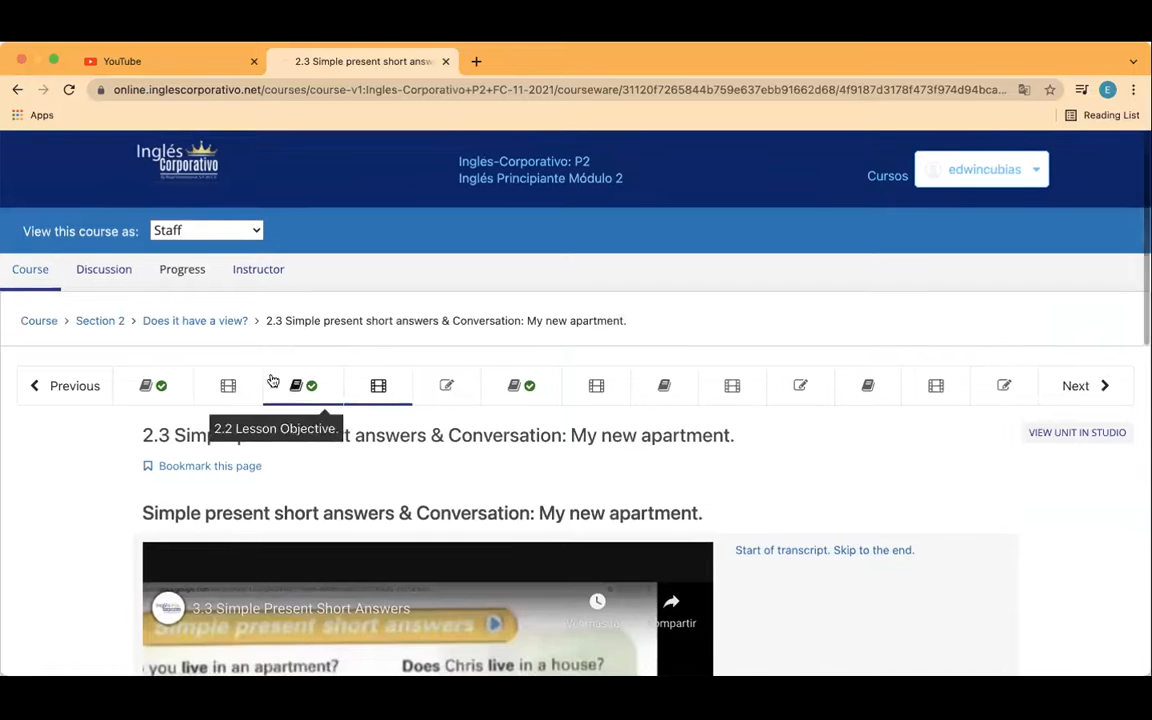 YouTube
2.3 Simple present short answ
online.inglescorporativo.net/courses/course-v1:Ingles-Corporativo+P2+FC-11-2021/courseware/31120f7265844b759e637ebb91662d68/4f9187d3178f473f974d94bca...
E
Apps
Reading List
Inglés
Corporativo
Ingles-Corporativo: P2
Inglés Principiante Módulo 2
Cursos
edwincubias
View this course as:
Staff
Course
Discussion
Progress
Instructor
Course > Section 2 > Does it have a view? > 2.3 Simple present short answers & Conversation: My new apartment.
Previous
Next
2.2 Lesson Objective.
2.3 Sim
t answers & Conversation: My new apartment.
VIEW UNIT IN STUDIO
Bookmark this page
Simple present short answers & Conversation: My new apartment.
Start of transcript. Skip to the end.
3.3 Simple Present Short Answers
Simple present short answers
ompartir
you live in an apartment?
Does Chris live in a house?